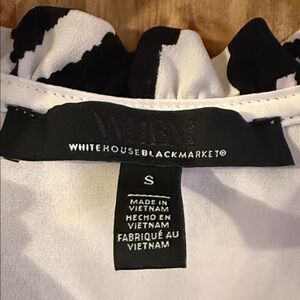 WHBM
WHITEHOUSEBLACKMARKET®
S
MADE IN
VIETNAM
HECHO EN
VIETNAM
FABRIQUÉ AU
VIETNAM